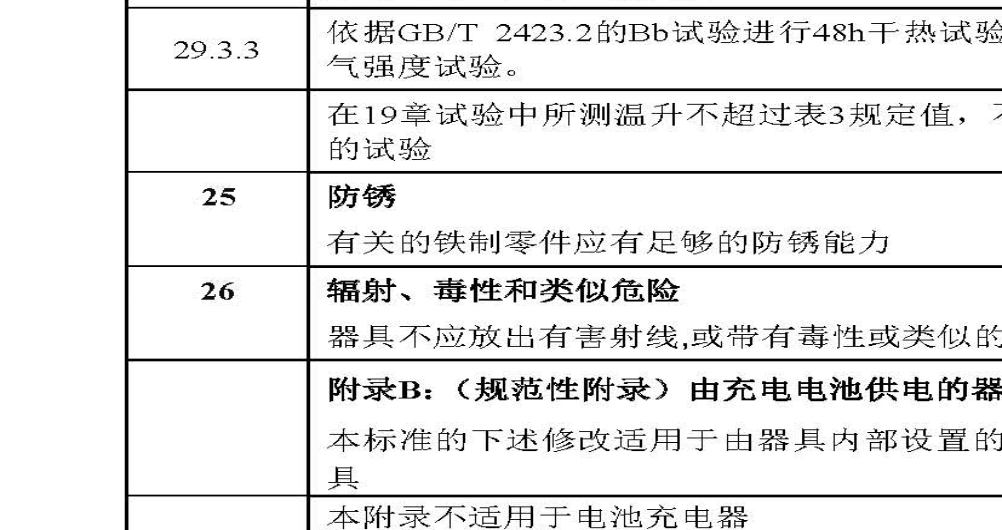 29.3.3
依据GB/T 2423.2的Bb试验进行48h干热试验
气强度试验。
在19章试验中所测温升不超过表3规定值，
的试验
25
防锈
有关的铁制零件应有足够的防锈能力
26
辐射、毒性和类似危险
器具不应放出有害射线,或带有毒性或类似的
附录B：（规范性附录）由充电电池供电的器
本标准的下述修改适用于由器具内部设置的
具
本附录不适用于电池充电器